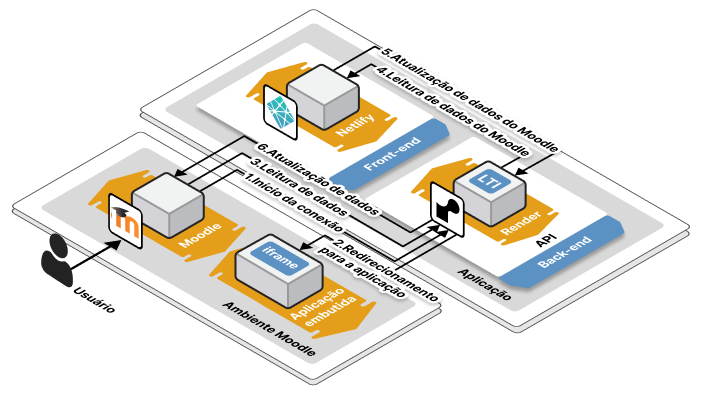 5.Atualização de dados do Moodle
4.Leitura de dados do Moodle
Netlify
Front-end
6.Atualização de dados
3.Leitura de dados
1.Início da conexão
LTI
Render
API
Back-end
Aplicação
m
Moodle
2.Redirecionamento
para a aplicação
iframe
Aplicação
embutida
Ambiente Moodle
Usuário